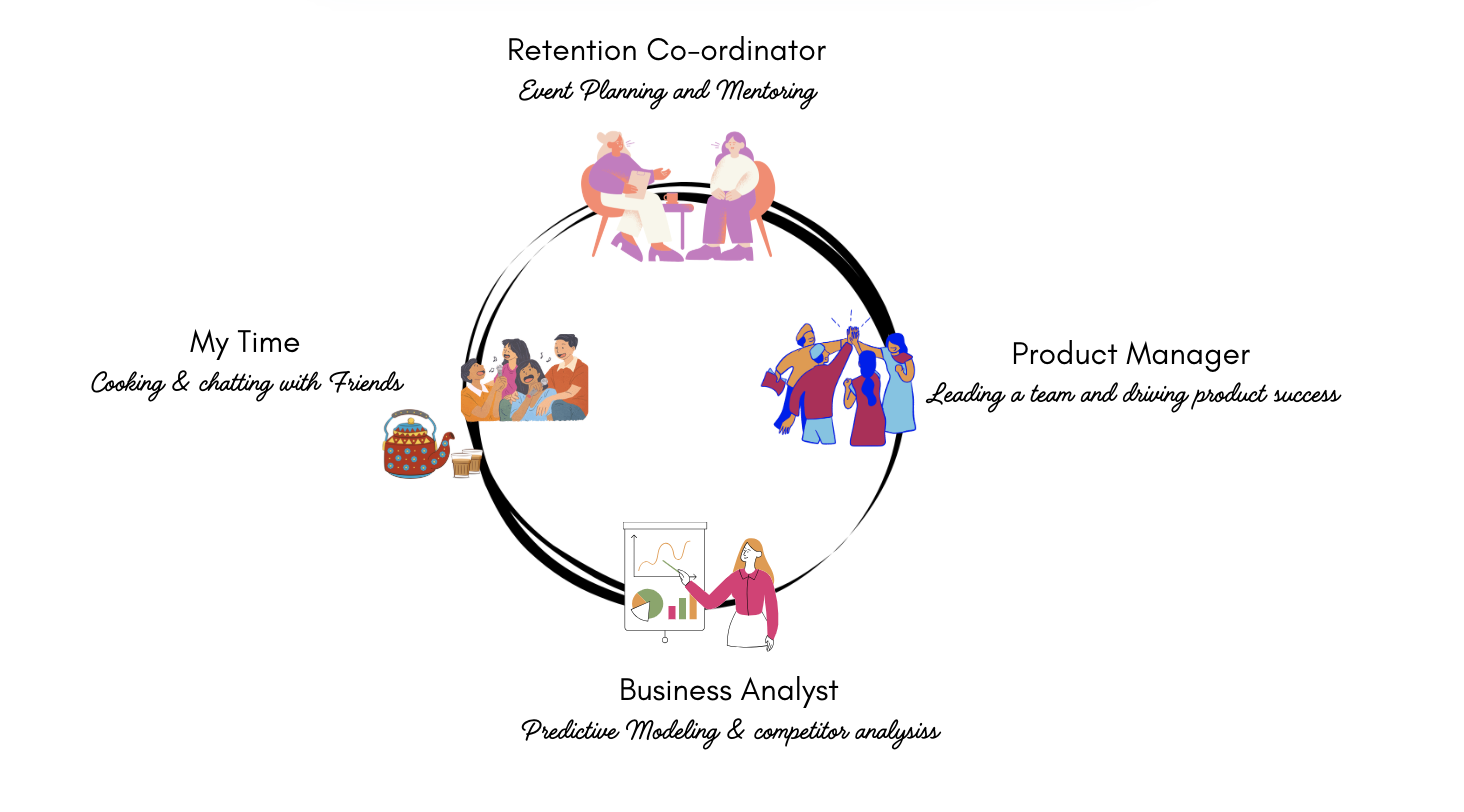 Retention Co-ordinator
Event Planning and Mentoring
My Time
Cooking & chatting with Friends
Product Manager
Leading a team and driving product success
Business Analyst
Predictive Modeling & competitor analysiss